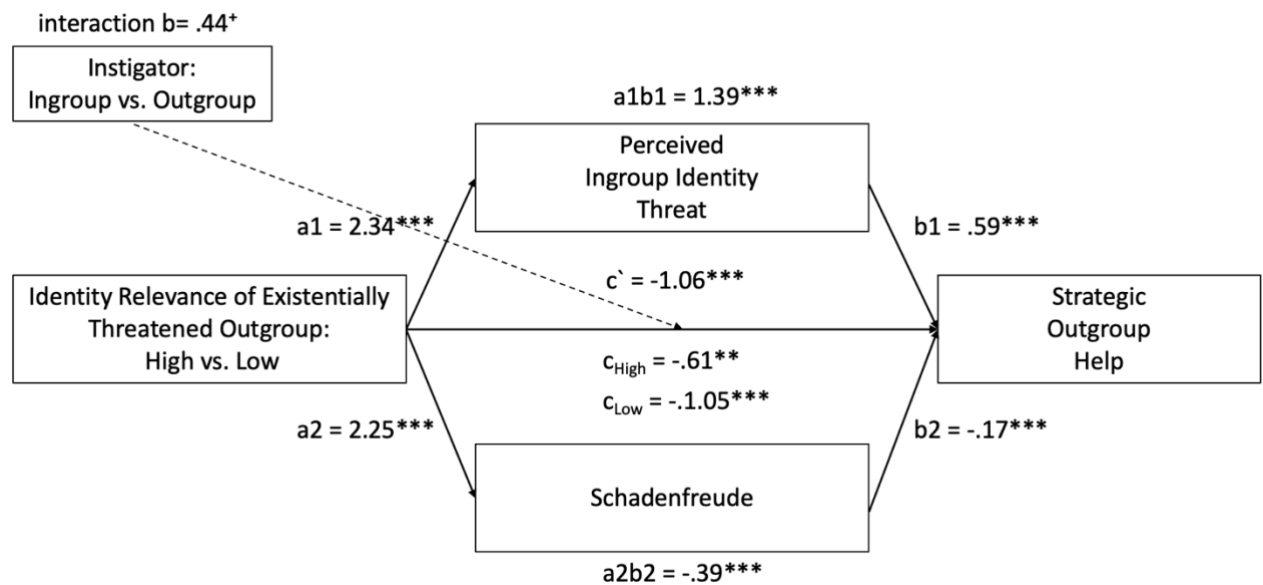 interaction b= .44⁺
Instigator:
Ingroup vs. Outgroup
a1b1 = 1.39***
Perceived
Ingroup Identity
Threat
a1 = 2.34***
b1 = .59***
c` = -1.06***
Identity Relevance of Existentially
Threatened Outgroup:
High vs. Low
Strategic
Outgroup
Help
cHigh = -.61**
cLow = -.1.05***
a2 = 2.25***
b2 = -.17***
Schadenfreude
a2b2 = -.39***